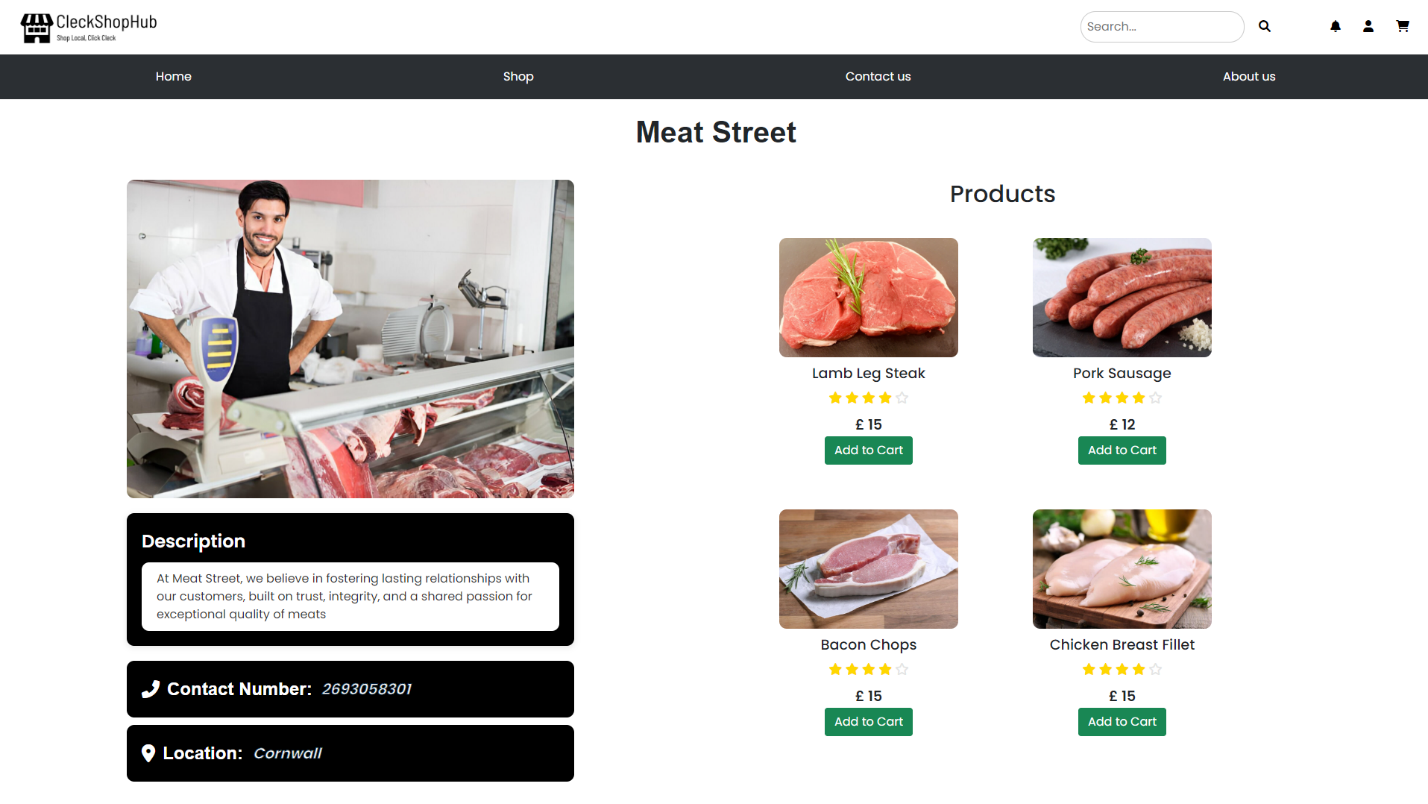 CleckShopHub
Shop Local, Click Cleck
Search...
Home
Shop
Contact us
About us
Meat Street
Products
Lamb Leg Steak
£ 15
Add to Cart
Pork Sausage
£ 12
Add to Cart
Bacon Chops
£ 15
Add to Cart
Chicken Breast Fillet
£ 15
Add to Cart
Description
At Meat Street, we believe in fostering lasting relationships with
our customers, built on trust, integrity, and a shared passion for
exceptional quality of meats
Contact Number: 2693058301
Location: Cornwall